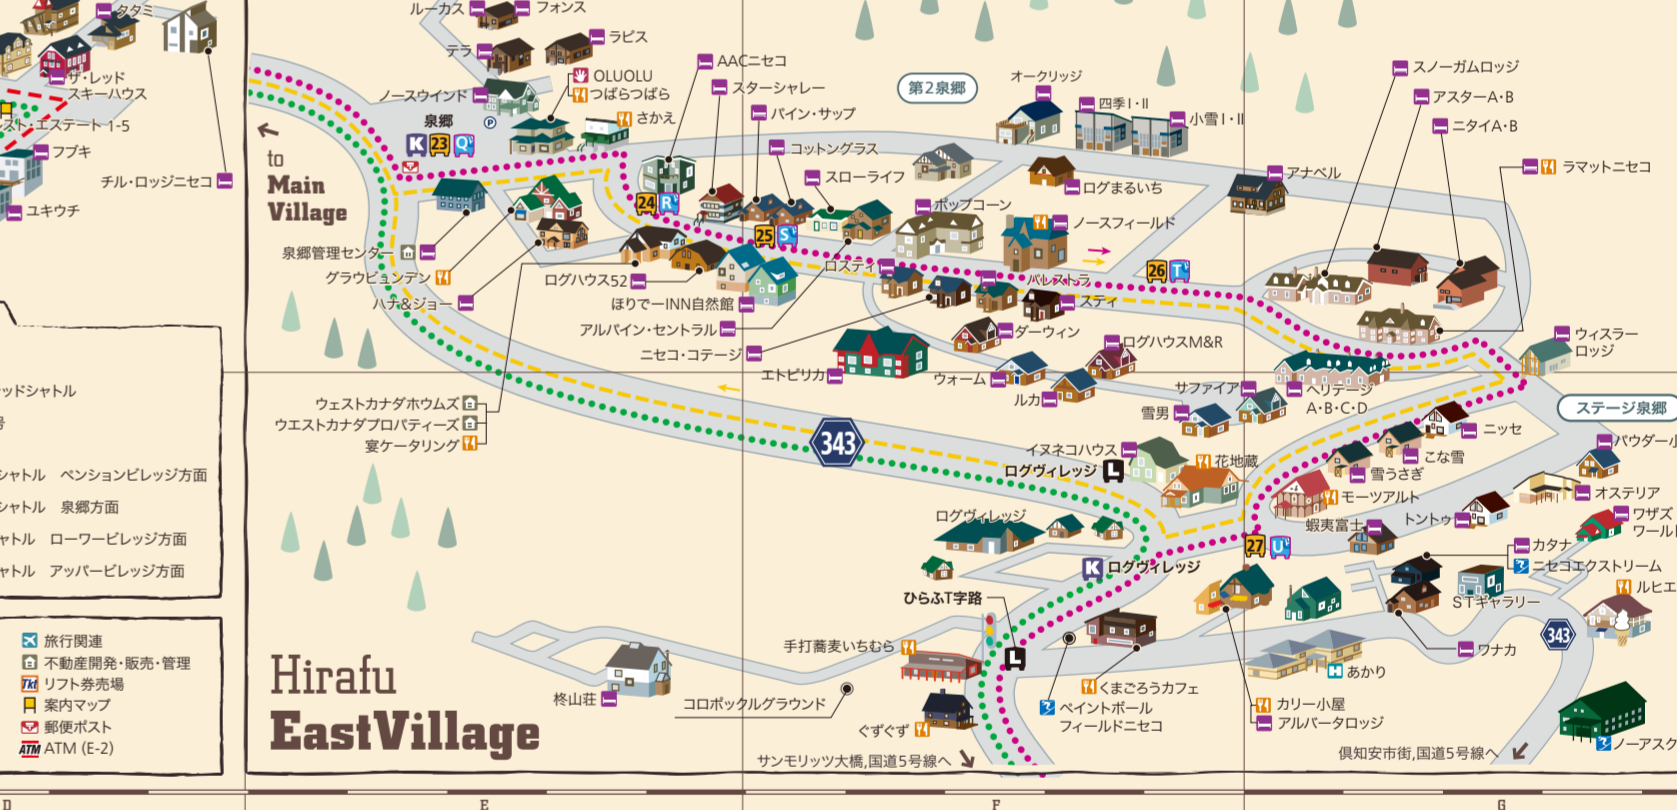 タタミ
ザ・レッド
スキーハウス
スト・エステート 1-5
フブキ
チル・ロッジニセコ
ユキウチ
ッドシャトル
号
シャトル ペンションビレッジ方面
シャトル 泉郷方面
ャトル ローワービレッジ方面
ャトル アッパービレッジ方面
旅行関連
不動産開発・販売・管理
Tkt リフト券売場
案内マップ
郵便ポスト
ATM ATM (E-2)
ルーカス
フォンス
テラ
ラピス
OLUOLU
つばらつばら
ノースウインド
さかえ
泉郷
P
K 23 Q
to
Main
Village
AACニセコ
スターシャレー
パイン・サップ
コットングラス
スローライフ
第2泉郷
オークリッジ
四季Ⅰ・Ⅱ
小雪Ⅰ・Ⅱ
スノーガムロッジ
アスターA・B
ニタイA・B
ラマットニセコ
アナベル
ログまるいち
ポップコーン
ノースフィールド
24 R
25 S
26 T
泉郷管理センター
グラウビュンデン
ハナ&ジョー
ログハウス52
ほりでーINN自然館
アルパイン・セントラル
ニセコ・コテージ
ロスティ
パレストラ
スティ
ダーウィン
ログハウスM&R
エトピリカ
ウォーム
ルカ
サファイア
雪男
ヘリテージ
A・B・C・D
ウィスラー
ロッジ
ステージ泉郷
ウェストカナダホウムズ
ウエストカナダプロパティーズ
宴ケータリング
343
イヌネコハウス
ログヴィレッジ L
花地蔵
ニッセ
こな雪
雪うさぎ
モーツアルト
パウダー小
オステリア
ワザズ
ワールド
トントゥ
蝦夷富士
ログヴィレッジ
K ログヴィレッジ
27 U
カタナ
ニセコエクストリーム
STギャラリー
ルヒエ
343
ワナカ
ひらふT字路
L
手打蕎麦いちむら
コロポックルグラウンド
柊山荘
ぐずぐず
くまごろうカフェ
ペイントボール
フィールドニセコ
あかり
カリー小屋
アルバータロッジ
ノーアスク
Hirafu
EastVillage
サンモリッツ大橋,国道5号線へ
倶知安市街,国道5号線へ
D
E
F
G